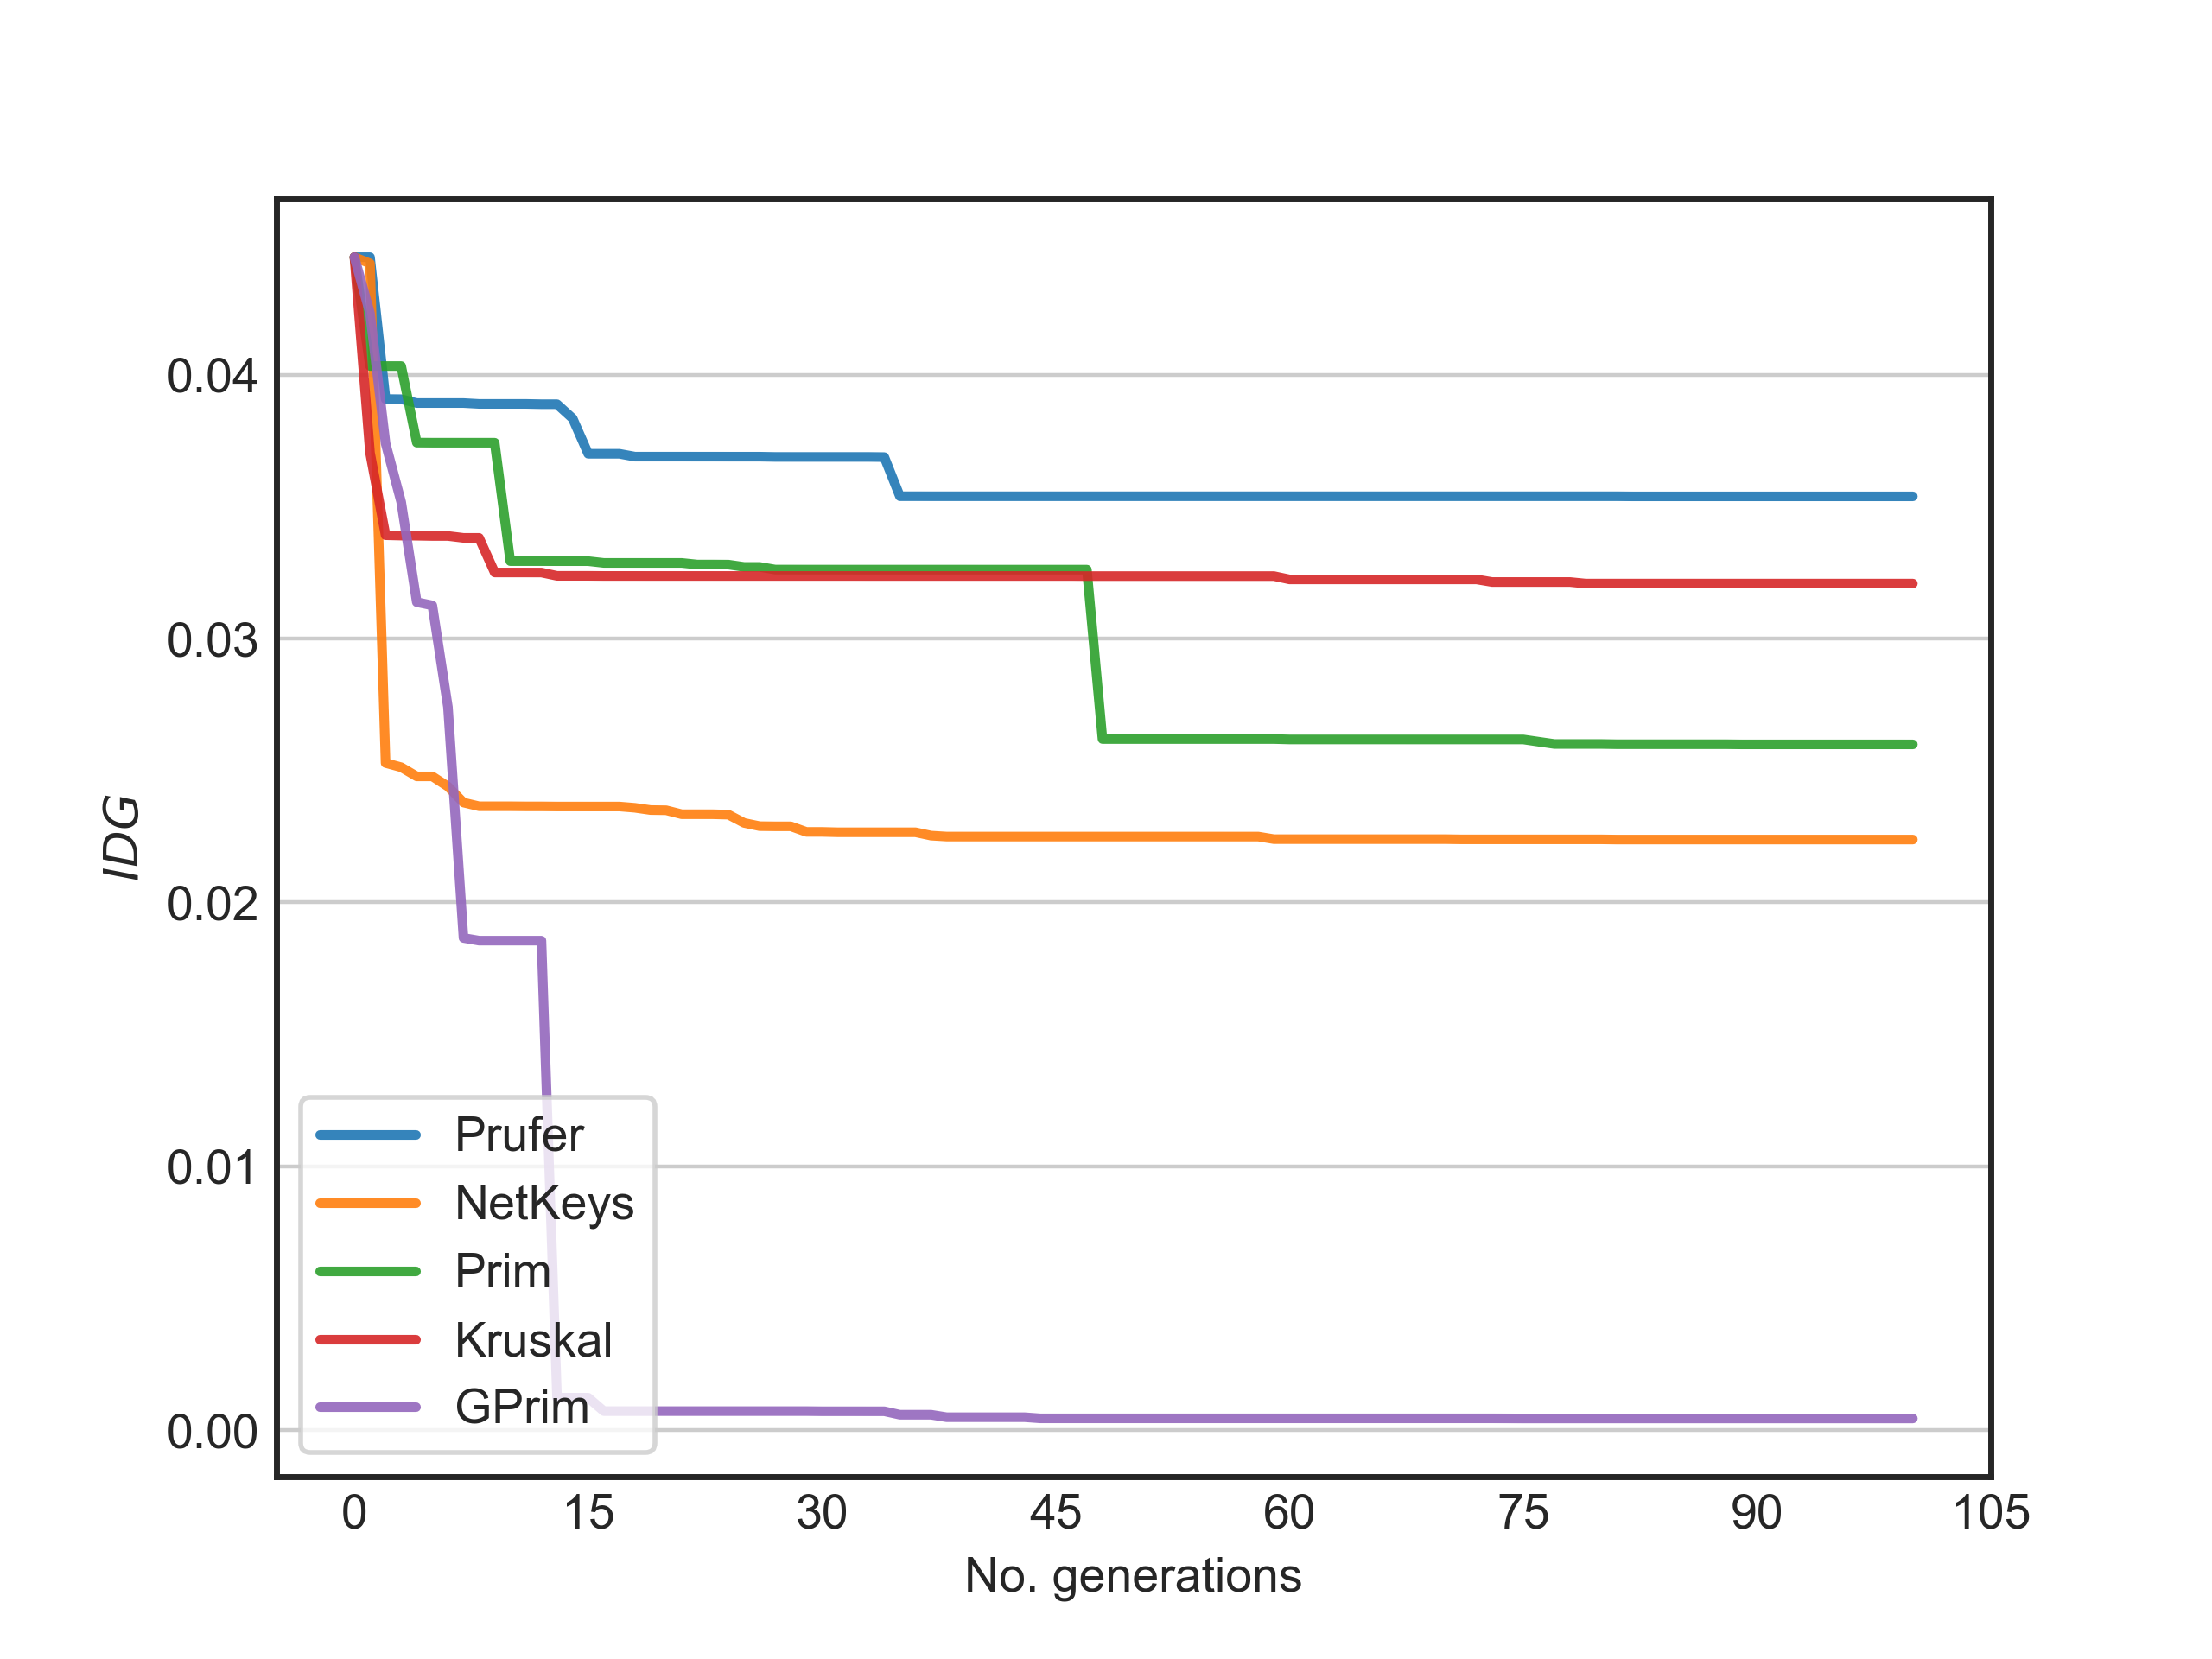 0.04
0.03
0.02
0.01
0.00
IDG
Prufer
NetKeys
Prim
Kruskal
GPrim
0 15 30 45 60 75 90 105
No. generations